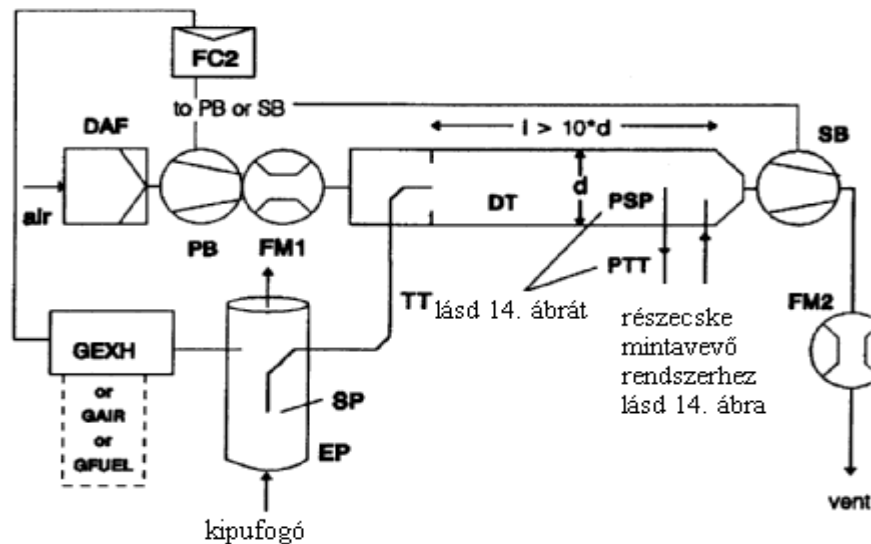 FC2
to PB or SB
DAF
l > 10*d
SB
air
d
DT
PSP
PB
FM1
PTT
TT
lásd 14. ábrát
FM2
részecske
mintavevő
rendszerhez
lásd 14. ábra
GEXH
or
GAIR
or
GFUEL
SP
EP
vent
kipufogó